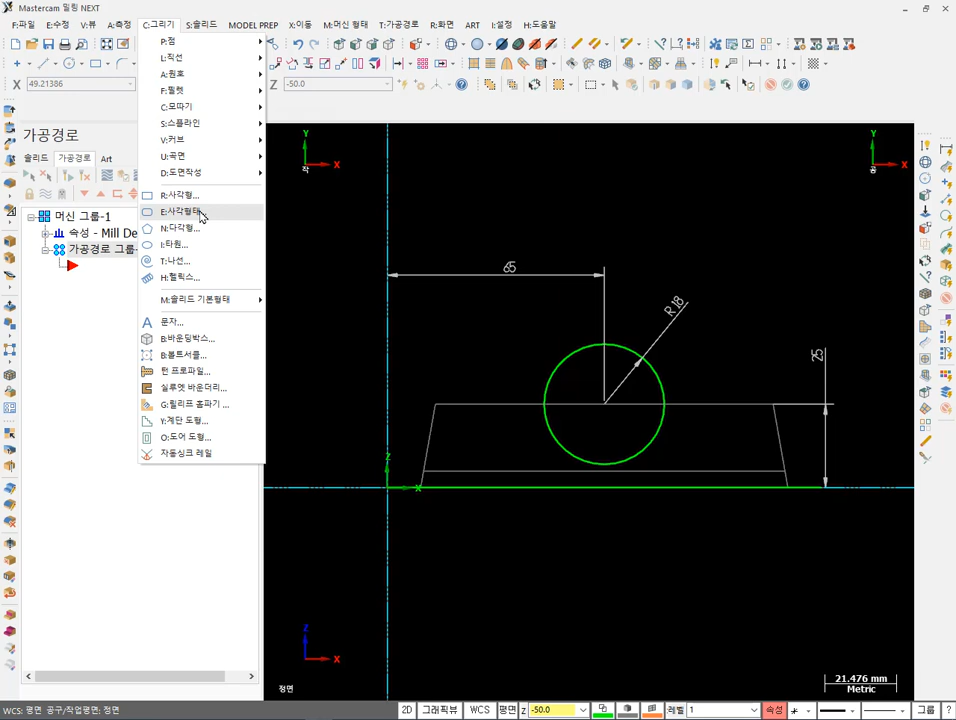 Mastercam 밀링 NEXT
F:파일 E:수정 V:뷰 A:측정 C:그리기 S:솔리드 MODEL PREP X:이동 M:머신 형태 T:가공경로 R:화면 ART I:설정 H:도움말
X 49.21386
Z -50.0
가공경로
솔리드 가공경로 Art
머신 그룹-1
속성 - Mill De
가공경로 그룹-
P:점
L:직선
A:원호
F:필렛
C:모따기
S:스플라인
V:커브
U:곡면
D:도면작성
R:사각형...
E:사각형태...
N:다각형...
I:타원...
T:나선...
H:헬릭스...
M:솔리드 기본형태
문자...
B:바운딩박스...
B:볼트서클...
턴 프로파일...
실루엣 바운더리...
G:릴리프 홈파기 ...
Y:계단 도형...
O:도어 도형...
자동싱크 레일
Y
X
작
Y
X
공
65
R18
25
Z
X
Z
X
정면
21.476 mm
Metric
WCS: 평면 공구/작업평면: 정면
2D 그래픽뷰 WCS 평면 Z -50.0 레벨 1 속성 그룹 ?